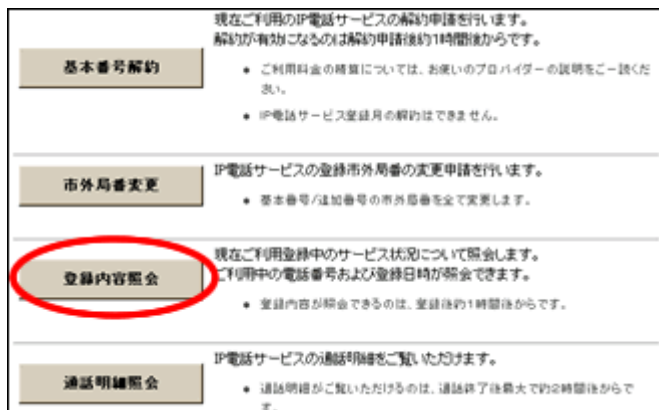 現在ご利用のIP電話サービスの解約申請を行います。
解約が有効になるのは解約申請後約1時間後からです。
基本番号解約
• ご利用料金の精算については、お使いのプロバイダーの説明をご一読くだ
さい。
• IP電話サービス登録月の解約はできません。
IP電話サービスの登録市外局番の変更申請を行います。
市外局番変更
• 基本番号/追加番号の市外局番を全て変更します。
現在ご利用登録中のサービス状況について照会します。
ご利用中の電話番号および登録日時が照会できます。
登録内容照会
• 登録内容が照会できるのは、登録後約1時間後からです。
IP電話サービスの通話明細をご覧いただけます。
通話明細照会
• 通話明細がご覧いただけるのは、通話終了後最大で約2時間後からで
す。